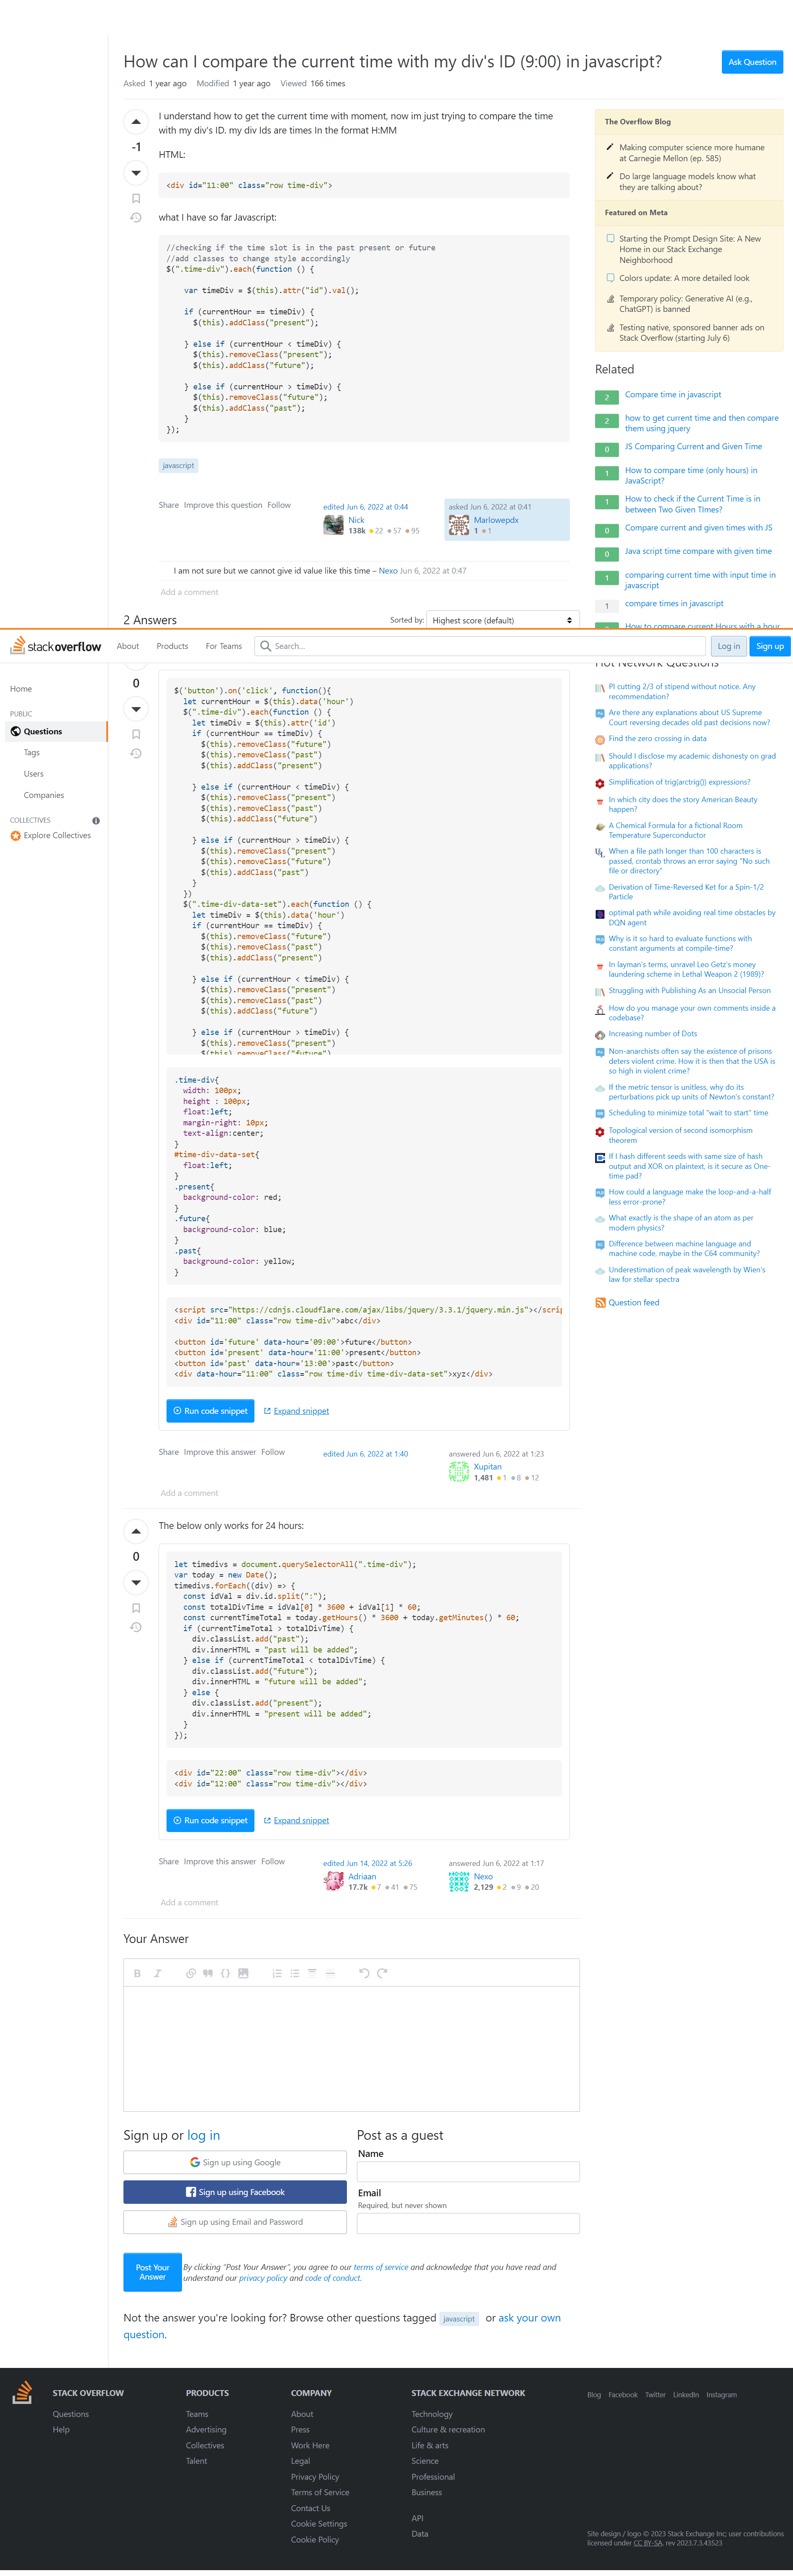 How can I compare the current time with my div's ID (9:00) in javascript?
Ask Question
Asked 1 year ago Modified 1 year ago Viewed 166 times
-1
I understand how to get the current time with moment, now im just trying to compare the time
with my div's ID. my div Ids are times In the format H:MM
HTML:
<div id="11:00" class="row time-div">
what I have so far Javascript:
//checking if the time slot is in the past present or future
//add classes to change style accordingly
$(".time-div").each(function () {
var timeDiv = $(this).attr("id").val();
if (currentHour == timeDiv) {
$(this).addClass("present");
} else if (currentHour < timeDiv) {
$(this).removeClass("present");
$(this).addClass("future");
} else if (currentHour > timeDiv) {
$(this).removeClass("future");
$(this).addClass("past");
}
});
javascript
Share Improve this question Follow
edited Jun 6, 2022 at 0:44
Nick
138k 22 57 95
asked Jun 6, 2022 at 0:41
Marlowepdx
1 1
I am not sure but we cannot give id value like this time – Nexo Jun 6, 2022 at 0:47
Add a comment
The Overflow Blog
Making computer science more humane
at Carnegie Mellon (ep. 585)
Do large language models know what
they are talking about?
Featured on Meta
Starting the Prompt Design Site: A New
Home in our Stack Exchange
Neighborhood
Colors update: A more detailed look
Temporary policy: Generative AI (e.g.,
ChatGPT) is banned
Testing native, sponsored banner ads on
Stack Overflow (starting July 6)
Related
2 Compare time in javascript
2 how to get current time and then compare
them using jquery
0 JS Comparing Current and Given Time
1 How to compare time (only hours) in
JavaScript?
1 How to check if the Current Time is in
between Two Given TImes?
0 Compare current and given times with JS
0 Java script time compare with given time
1 comparing current with input time in
javascript
1 compare times in javascript
How to compare current Hours with a hour
2 Answers
Sorted by: Highest score (default)
stackoverflow
About Products For Teams
Search...
Log in Sign up
Home
PUBLIC
Questions
Tags
Users
Companies
COLLECTIVES
Explore Collectives
0
$('button').on('click', function(){
let currentHour = $(this).data('hour')
$(".time-div").each(function () {
let timeDiv = $(this).attr('id')
if (currentHour == timeDiv) {
$(this).removeClass("future")
$(this).removeClass("past")
$(this).addClass("present")
} else if (currentHour < timeDiv) {
$(this).removeClass("present")
$(this).removeClass("past")
$(this).addClass("future")
} else if (currentHour > timeDiv) {
$(this).removeClass("present")
$(this).removeClass("future")
$(this).addClass("past")
}
})
$(".time-div-data-set").each(function () {
let timeDiv = $(this).data('hour')
if (currentHour == timeDiv) {
$(this).removeClass("future")
$(this).removeClass("past")
$(this).addClass("present")
} else if (currentHour < timeDiv) {
$(this).removeClass("present")
$(this).removeClass("past")
$(this).addClass("future")
} else if (currentHour > timeDiv) {
$(this).removeClass("present")
$(this).removeClass("future")
.time-div{
width: 100px;
height : 100px;
float:left;
margin-right: 10px;
text-align:center;
}
#time-div-data-set{
float:left;
}
.present{
background-color: red;
}
.future{
background-color: blue;
}
.past{
background-color: yellow;
}
<script src="https://cdnjs.cloudflare.com/ajax/libs/jquery/3.3.1/jquery.min.js"></scrip
<div id="11:00" class="row time-div">abc</div>
<button id='future' data-hour='09:00'>future</button>
<button id='present' data-hour='11:00'>present</button>
<button id='past' data-hour='13:00'>past</button>
<div data-hour="11:00" class="row time-div time-div-data-set">xyz</div>
Run code snippet Expand snippet
Share Improve this answer Follow
edited Jun 6, 2022 at 1:40
answered Jun 6, 2022 at 1:23
Xupitan
1,481 1 8 12
Add a comment
Hot Network Questions
PI cutting 2/3 of stipend without notice. Any
recommendation?
Are there any explanations about US Supreme
Court reversing decades old past decisions now?
Find the zero crossing in data
Should I disclose my academic dishonesty on grad
applications?
Simplification of trig(arctrig()) expressions?
In which city does the story American Beauty
happen?
A Chemical Formula for a fictional Room
Temperature Superconductor
When a file path longer than 100 characters is
passed, crontab throws an error saying "No such
file or directory"
Derivation of Time-Reversed Ket for a Spin-1/2
Particle
optimal path while avoiding real time obstacles by
DQN agent
Why is it so hard to evaluate functions with
constant arguments at compile-time?
In layman's terms, unravel Leo Getz's money
laundering scheme in Lethal Weapon 2 (1989)?
Struggling with Publishing As an Unsocial Person
How do you manage your own comments inside a
codebase?
Increasing number of Dots
Non-anarchists often say the existence of prisons
deters violent crime. How it is then that the USA is
so high in violent crime?
If the metric tensor is unitless, why do its
perturbations pick up units of Newton's constant?
Scheduling to minimize total "wait to start" time
Topological version of second isomorphism
theorem
If I hash different seeds with same size of hash
output and XOR on plaintext, is it secure as One-
time pad?
How could a language make the loop-and-a-half
less error-prone?
What exactly is the shape of an atom as per
modern physics?
Difference between machine language and
machine code, maybe in the C64 community?
Underestimation of peak wavelength by Wien's
law for stellar spectra
Question feed
0
The below only works for 24 hours:
let timedivs = document.querySelectorAll(".time-div");
var today = new Date();
timedivs.forEach((div) => {
const idVal = div.id.split(":");
const totalDivTime = idVal[0] * 3600 + idVal[1] * 60;
const currentTimeTotal = today.getHours() * 3600 + today.getMinutes() * 60;
if (currentTimeTotal > totalDivTime) {
div.classList.add("past");
div.innerHTML = "past will be added";
} else if (currentTimeTotal < totalDivTime) {
div.classList.add("future");
div.innerHTML = "future will be added";
} else {
div.classList.add("present");
div.innerHTML = "present will be added";
}
});
<div id="22:00" class="row time-div"></div>
<div id="12:00" class="row time-div"></div>
Run code snippet Expand snippet
Share Improve this answer Follow
edited Jun 14, 2022 at 5:26
Adriaan
17.7k 7 41 75
answered Jun 6, 2022 at 1:17
Nexo
2,129 2 9 20
Add a comment
Your Answer
Sign up or log in
Sign up using Google
Sign up using Facebook
Sign up using Email and Password
Post as a guest
Name
Email
Required, but never shown
Post Your
Answer
By clicking "Post Your Answer", you agree to our terms of service and acknowledge that you have read and
understand our privacy policy and code of conduct.
Not the answer you're looking for? Browse other questions tagged javascript or ask your own
question.
STACK OVERFLOW
Questions
Help
PRODUCTS
Teams
Advertising
Collectives
Talent
COMPANY
About
Press
Work Here
Legal
Privacy Policy
Terms of Service
Contact Us
Cookie Settings
Cookie Policy
STACK EXCHANGE NETWORK
Technology
Culture & recreation
Life & arts
Science
Professional
Business
API
Data
Blog Facebook Twitter LinkedIn Instagram
Site design / logo © 2023 Stack Exchange Inc; user contributions
licensed under CC BY-SA. rev 2023.7.3.43523